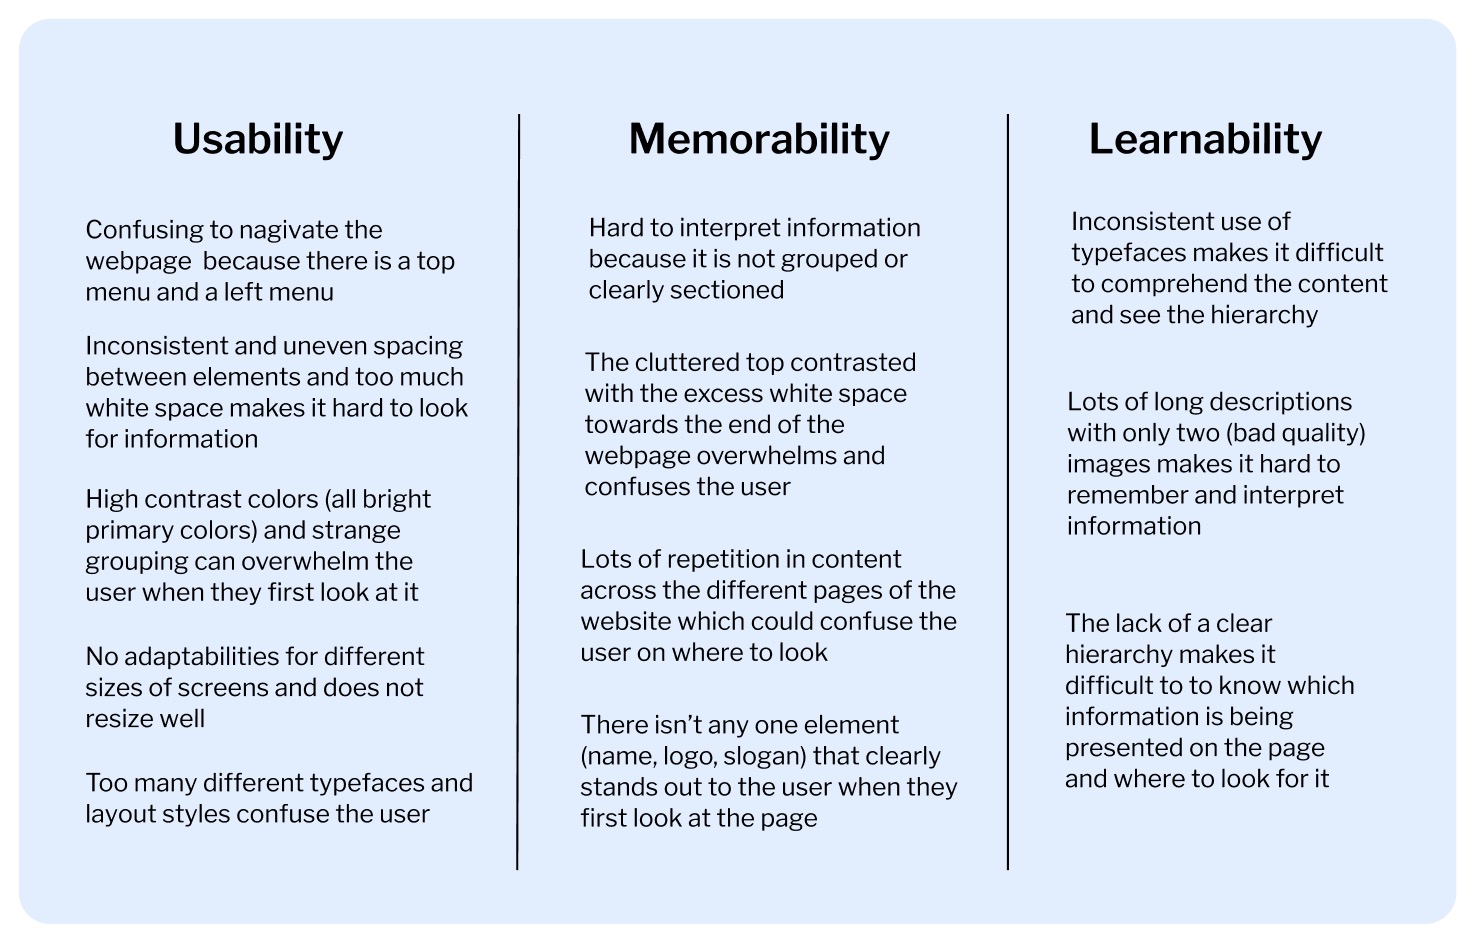 Usability
Confusing to nagivate the
webpage  because there is a top
menu and a left menu
Inconsistent and uneven spacing
between elements and too much
white space makes it hard to look
for information
High contrast colors (all bright
primary colors) and strange
grouping can overwhelm the
user when they first look at it
No adaptabilities for different
sizes of screens and does not
resize well
Too many different typefaces and
layout styles confuse the user
Memorability
Hard to interpret information
because it is not grouped or
clearly sectioned
The cluttered top contrasted
with the excess white space
towards the end of the
webpage overwhelms and
confuses the user
Lots of repetition in content
across the different pages of the
website which could confuse the
user on where to look
There isn’t any one element
(name, logo, slogan) that clearly
stands out to the user when they
first look at the page
Learnability
Inconsistent use of
typefaces makes it difficult
to comprehend the content
and see the hierarchy
Lots of long descriptions
with only two (bad quality)
images makes it hard to
remember and interpret
information
The lack of a clear
hierarchy makes it
difficult to to know which
information is being
presented on the page
and where to look for it